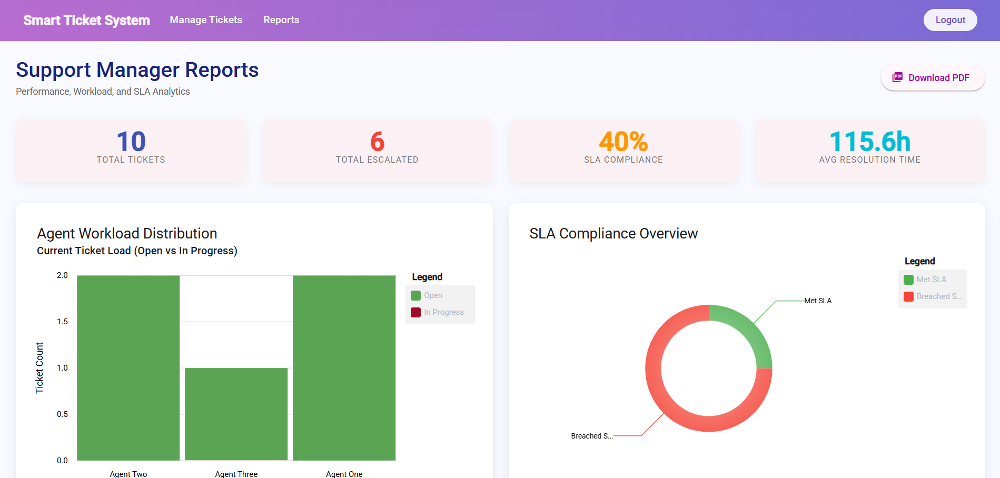 Smart Ticket System
Manage Tickets
Reports
Logout
Support Manager Reports
Performance, Workload, and SLA Analytics
PDF
Download PDF
10
TOTAL TICKETS
6
TOTAL ESCALATED
40%
SLA COMPLIANCE
115.6h
AVG RESOLUTION TIME
Agent Workload Distribution
Current Ticket Load (Open vs In Progress)
2.0
1.5
1.0
0.5
0.0
Ticket Count
Agent Two
Agent Three
Agent One
Legend
Open
In Progress
SLA Compliance Overview
Legend
Met SLA
Breached S...
Met SLA
Breached S...